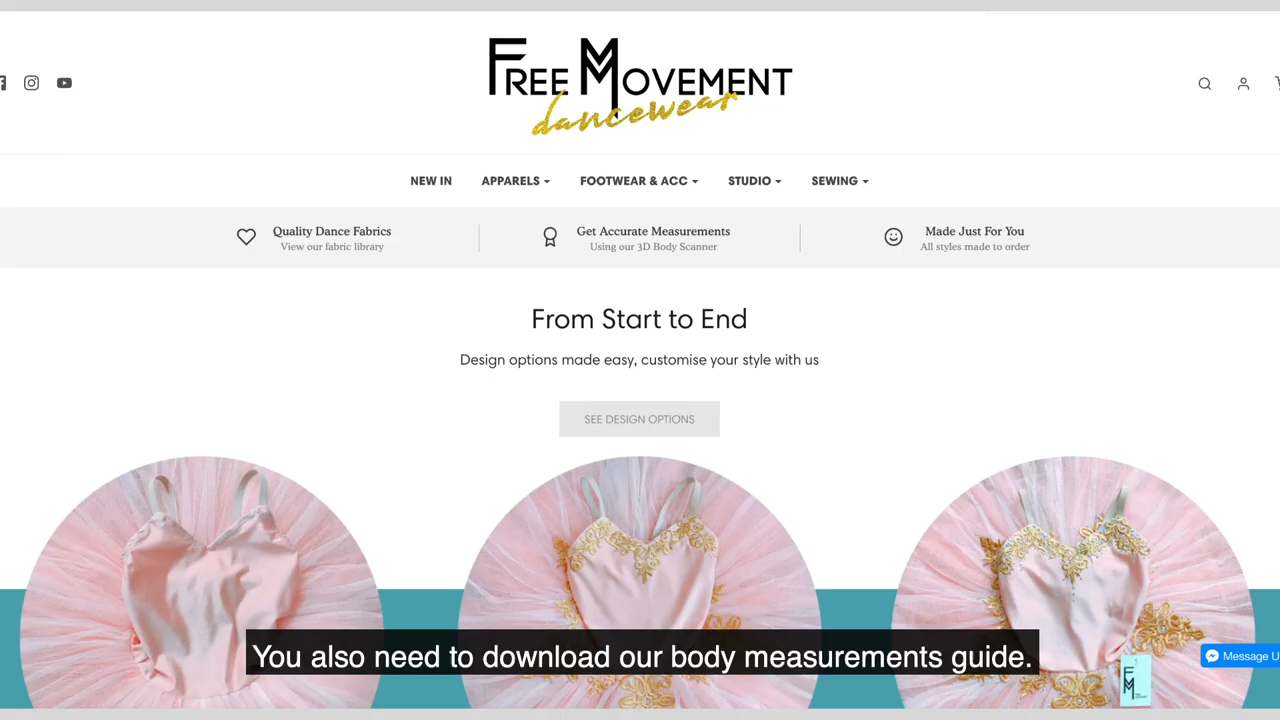 FREE MOVEMENT
dancewear
NEW IN APPARELS FOOTWEAR & ACC STUDIO SEWING
Quality Dance Fabrics
View our fabric library
Get Accurate Measurements
Using our 3D Body Scanner
Made Just For You
All styles made to order
From Start to End
Design options made easy, customise your style with us
SEE DESIGN OPTIONS
You also need to download our body measurements guide.
Message U
FM